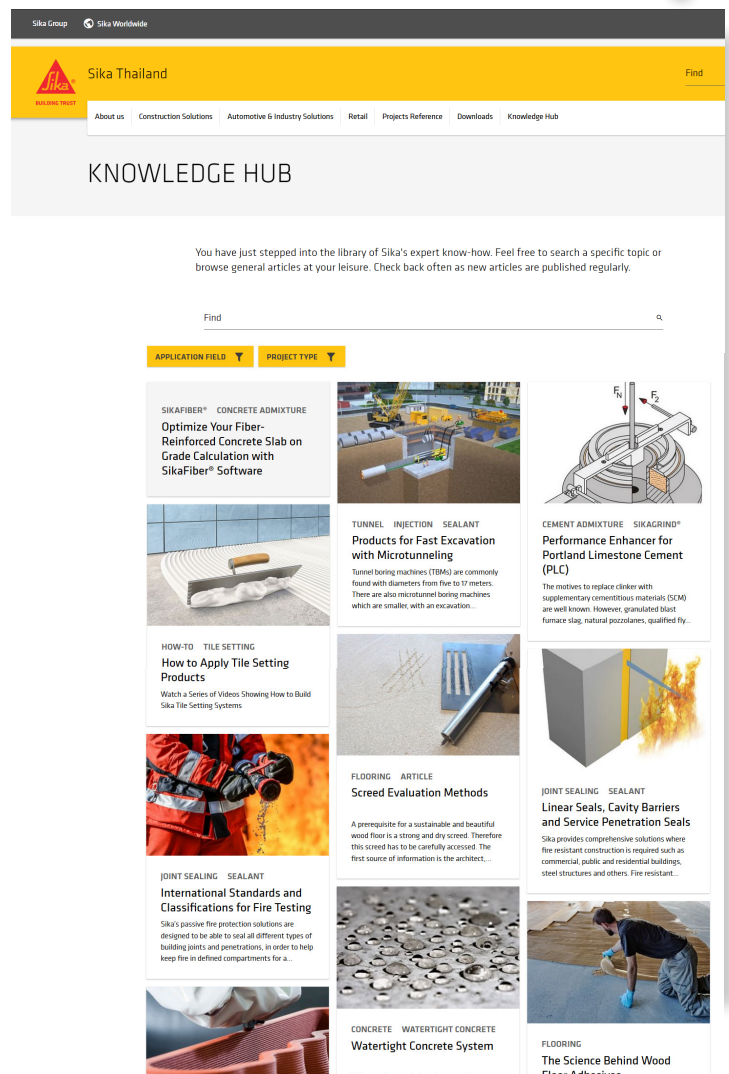 Sika Group
Sika Worldwide
Sika®
BUILDING TRUST
Sika Thailand
Find
About us
Construction Solutions
Automotive & Industry Solutions
Retail
Projects Reference
Downloads
Knowledge Hub
KNOWLEDGE HUB
You have just stepped into the library of Sika's expert know-how. Feel free to search a specific topic or
browse general articles at your leisure. Check back often as new articles are published regularly.
Find
APPLICATION FIELD
PROJECT TYPE
SIKAFIBER® CONCRETE ADMIXTURE
Optimize Your Fiber-
Reinforced Concrete Slab on
Grade Calculation with
SikaFiber® Software
HOW-TO TILE SETTING
How to Apply Tile Setting
Products
Watch a Series of Videos Showing How to Build
Sika Tile Setting Systems
JOINT SEALING SEALANT
International Standards and
Classifications for Fire Testing
Sika's passive fire protection solutions are
designed to be able to seal all different types of
building joints and penetrations, in order to help
keep fire in defined compartments for a...
TUNNEL INJECTION SEALANT
Products for Fast Excavation
with Microtunneling
Tunnel boring machines (TBMs) are commonly
found with diameters from five to 17 meters.
There are also microtunnel boring machines
which are smaller, with an excavation...
FLOORING ARTICLE
Screed Evaluation Methods
A prerequisite for a sustainable and beautiful
wood floor is a strong and dry screed. Therefore
this screed has to be carefully accessed. The
first source of information is the architect,...
CONCRETE WATERTIGHT CONCRETE
Watertight Concrete System
FN
F2
CEMENT ADMIXTURE SIKAGRIND®
Performance Enhancer for
Portland Limestone Cement
(PLC)
The motives to replace clinker with
supplementary cementitious materials (SCM)
are well known. However, granulated blast
furnace slag, natural pozzolanes, qualified fly...
JOINT SEALING SEALANT
Linear Seals, Cavity Barriers
and Service Penetration Seals
Sika provides comprehensive solutions where
fire resistant construction is required such as
commercial, public and residential buildings,
steel structures and others. Fire resistant...
FLOORING
The Science Behind Wood
Floor Adhesives